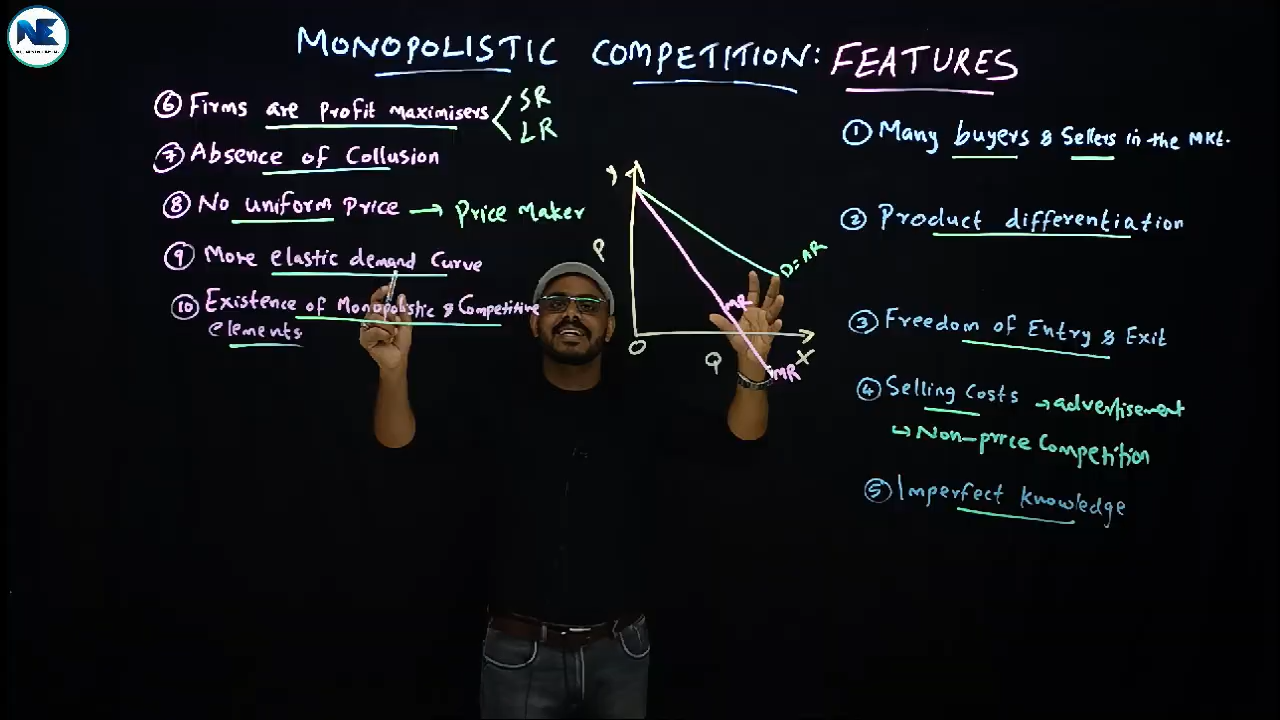 NE
MONOPOLISTIC COMPETITION: FEATURES
⑥ Firms are profit maximisers
SR
LR
⑦ Absence of Collusion
⑧ No uniform Price → Price Maker
⑨ More elastic demand Curve
⑩ Existence of Monopolistic & Competitive
elements
Y
P
D=AR
MR
O
Q
X
MR
① Many buyers & Sellers in the MKt.
② Product differentiation
③ Freedom of Entry & Exit
④ Selling Costs → advertisement
↳ Non-price Competition
⑤ Imperfect knowledge